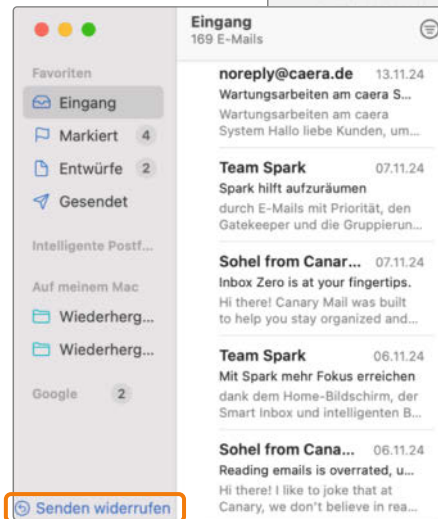 Favoriten
Eingang
Markiert 4
Entwürfe 2
Gesendet
Intelligente Postf...
Auf meinem Mac
Wiederherg...
Wiederherg...
Google 2
Senden widerrufen
Eingang
169 E-Mails
noreply@caera.de 13.11.24
Wartungsarbeiten am caera S...
Wartungsarbeiten am caera
System Hallo liebe Kunden, um...
Team Spark 07.11.24
Spark hilft aufzuräumen
durch E-Mails mit Priorität, den
Gatekeeper und die Gruppierun...
Sohel from Canar... 07.11.24
Inbox Zero is at your fingertips.
Hi there! Canary Mail was built
to help you stay organized and...
Team Spark 06.11.24
Mit Spark mehr Fokus erreichen
dank dem Home-Bildschirm, der
Smart Inbox und intelligenten B...
Sohel from Cana... 06.11.24
Reading emails is overrated, u...
Hi there! I like to joke that at
Canary, we don't believe in rea...